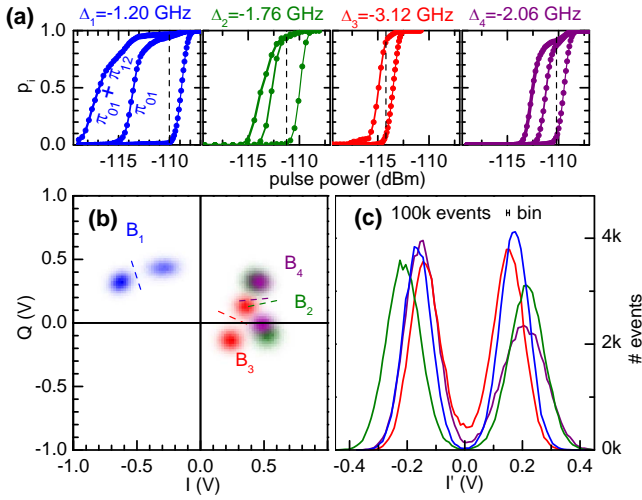 (a) Δ1=-1.20 GHz Δ2=-1.76 GHz Δ3=-3.12 GHz Δ4=-2.06 GHz
1.0
0.5
0.0
pi
π01 + π12
π01
-115 -110 -115 -110 -115 -110 -115 -110
pulse power (dBm)
(b)
1.0
0.5
0.0
-0.5
-1.0
Q (V)
B1
B4
B2
B3
-1.0 -0.5 0.0 0.5
I (V)
(c) 100k events bin
4k
2k
0k
# events
-0.4 -0.2 0.0 0.2 0.4
I' (V)